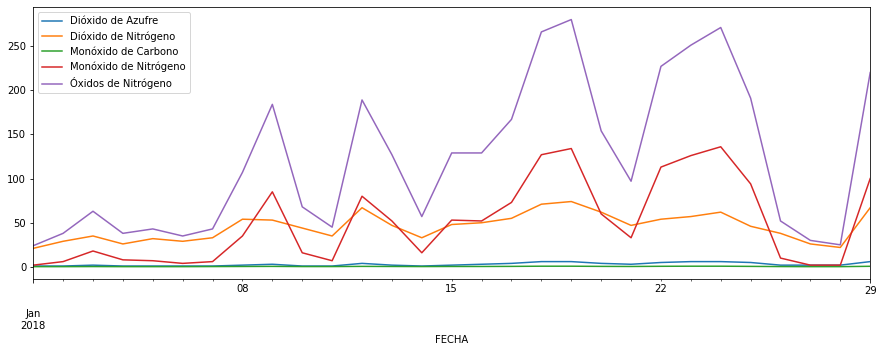 Dióxido de Azufre
Dióxido de Nitrógeno
Monóxido de Carbono
Monóxido de Nitrógeno
Óxidos de Nitrógeno
250
200
150
100
50
0
08
15
22
29
Jan
2018
FECHA